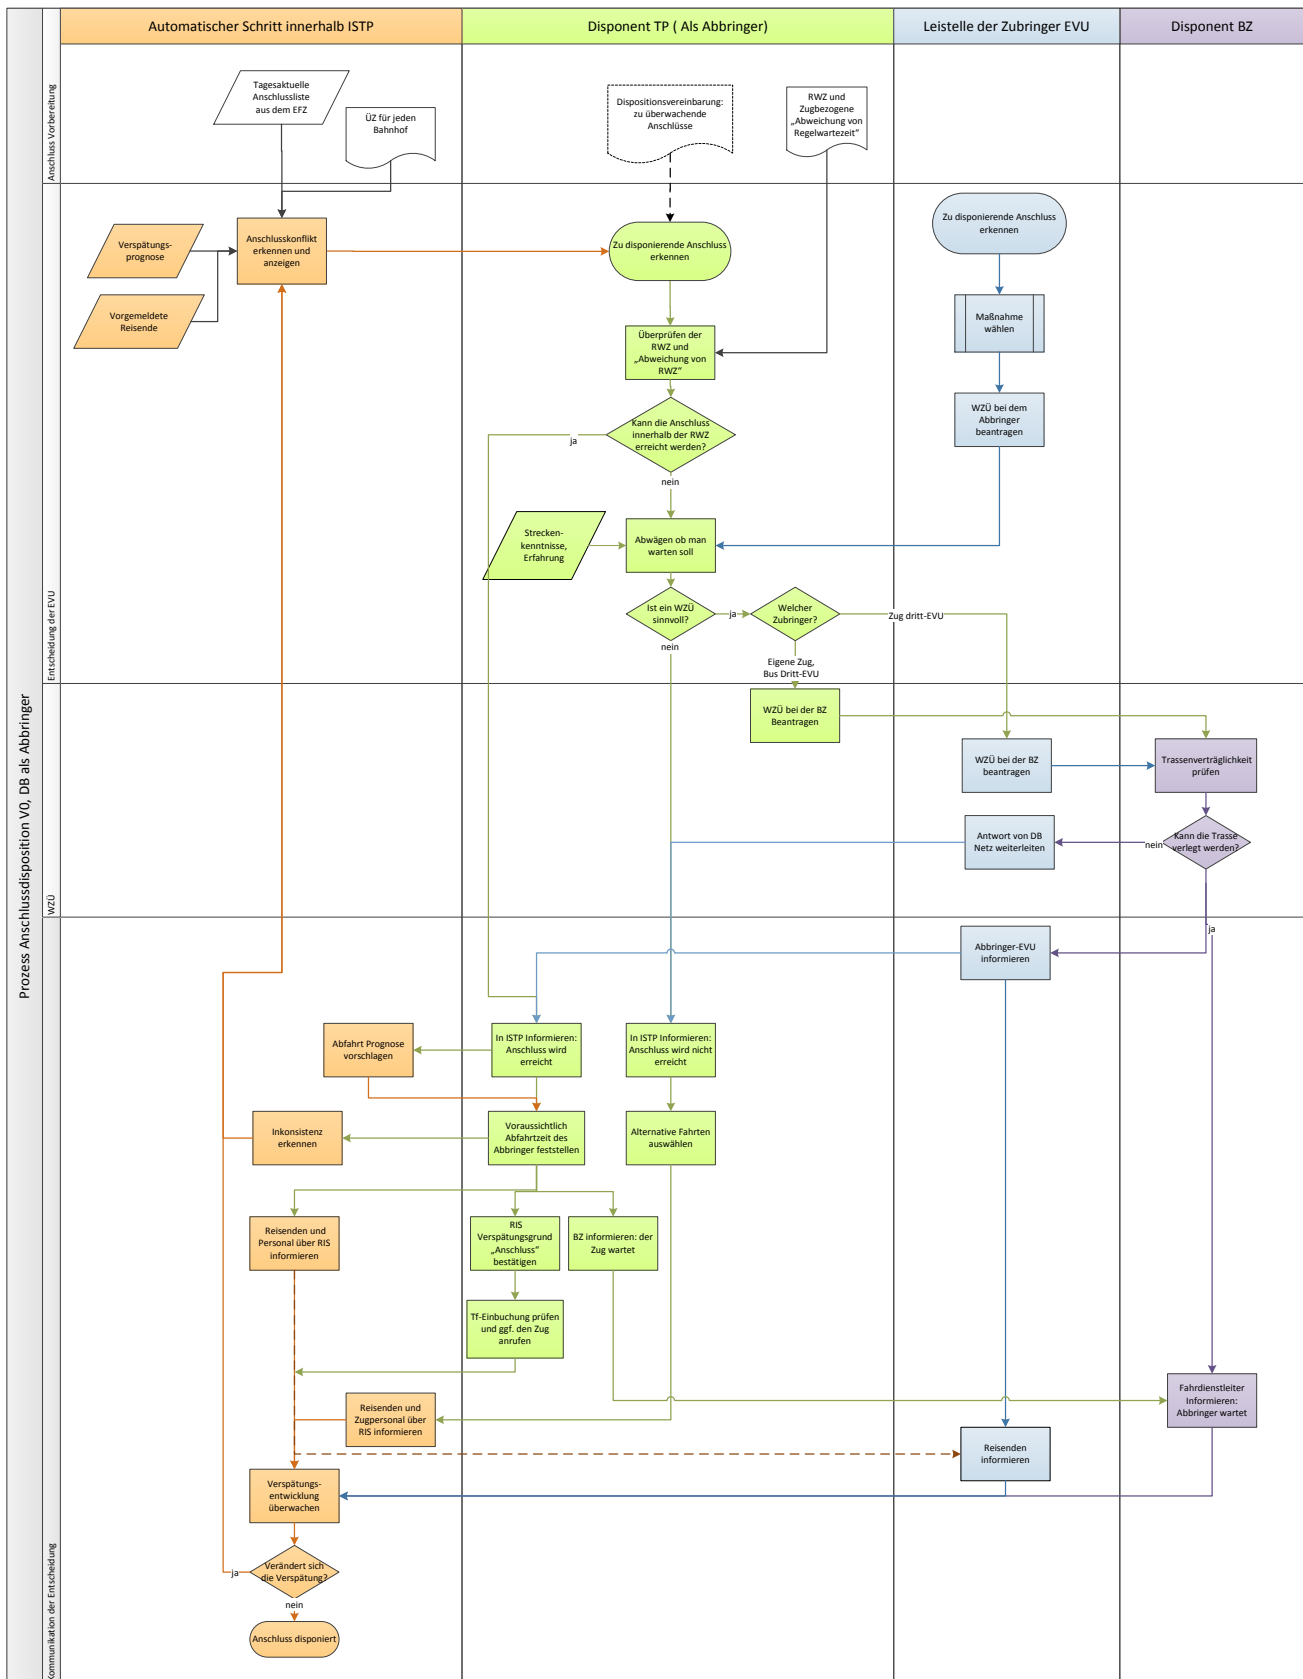 Prozess Anschlussdisposition V0, DB als Abbringer
Automatischer Schritt innerhalb ISTP
Disponent TP ( Als Abbringer)
Leistelle der Zubringer EVU
Disponent BZ
Anschluss Vorbereitung
Tagesaktuelle
Anschlussliste
aus dem EFZ
ÜZ für jeden
Bahnhof
Dispositionsvereinbarung:
zu überwachende
Anschlüsse
RWZ und
Zugbezogene
„Abweichung von
Regelwartezeit“
Entscheidung der EVU
Verspätungs-
prognose
Vorgemeldete
Reisende
Anschlusskonflikt
erkennen und
anzeigen
Zu disponierende Anschluss
erkennen
Zu disponierende Anschluss
erkennen
Überprüfen der
RWZ und
„Abweichung von
RWZ“
Maßnahme
wählen
Kann die Anschluss
innerhalb der RWZ
erreicht werden?
ja
nein
WZÜ bei dem
Abbringer
beantragen
Strecken-
kenntnisse,
Erfahrung
Abwägen ob man
warten soll
Ist ein WZÜ
sinnvoll?
ja
nein
Welcher
Zubringer?
Zug dritt-EVU
Eigene Zug,
Bus Dritt-EVU
WZÜ
WZÜ bei der BZ
Beantragen
WZÜ bei der BZ
beantragen
Trassenverträglichkeit
prüfen
Antwort von DB
Netz weiterleiten
nein
Kann die Trasse
verlegt werden?
ja
Kommunikation der Entscheidung
Abbringer-EVU
informieren
Abfahrt Prognose
vorschlagen
In ISTP Informieren:
Anschluss wird
erreicht
In ISTP Informieren:
Anschluss wird nicht
erreicht
Inkonsistenz
erkennen
Voraussichtlich
Abfahrtzeit des
Abbringer feststellen
Alternative Fahrten
auswählen
Reisenden und
Personal über RIS
informieren
RIS
Verspätungsgrund
„Anschluss“
bestätigen
BZ informieren: der
Zug wartet
Tf-Einbuchung prüfen
und ggf. den Zug
anrufen
Reisenden und
Zugpersonal über
RIS informieren
Fahrdienstleiter
Informieren:
Abbringer wartet
Reisenden
informieren
Verspätungs-
entwicklung
überwachen
Verändert sich
die Verspätung?
ja
nein
Anschluss disponiert